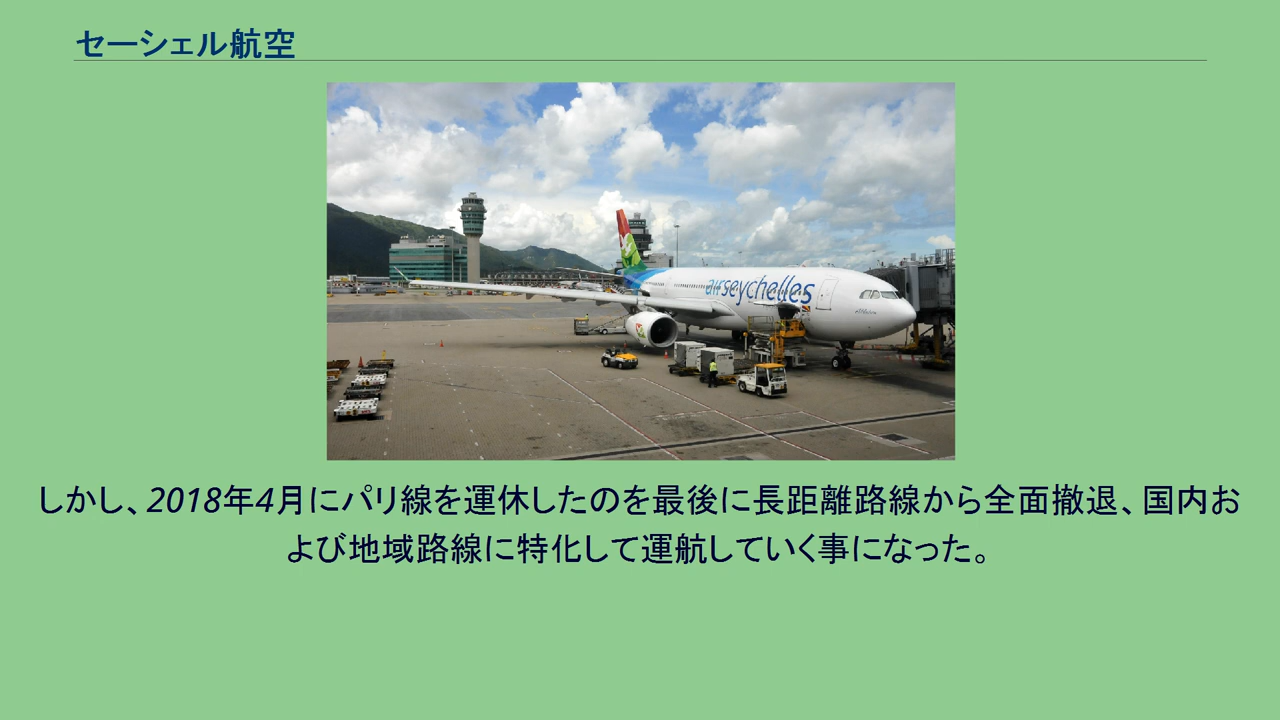 セーシェル航空
airseychelles
しかし、2018年4月にパリ線を運休したのを最後に長距離路線から全面撤退、国内お
よび地域路線に特化して運航していく事になった。